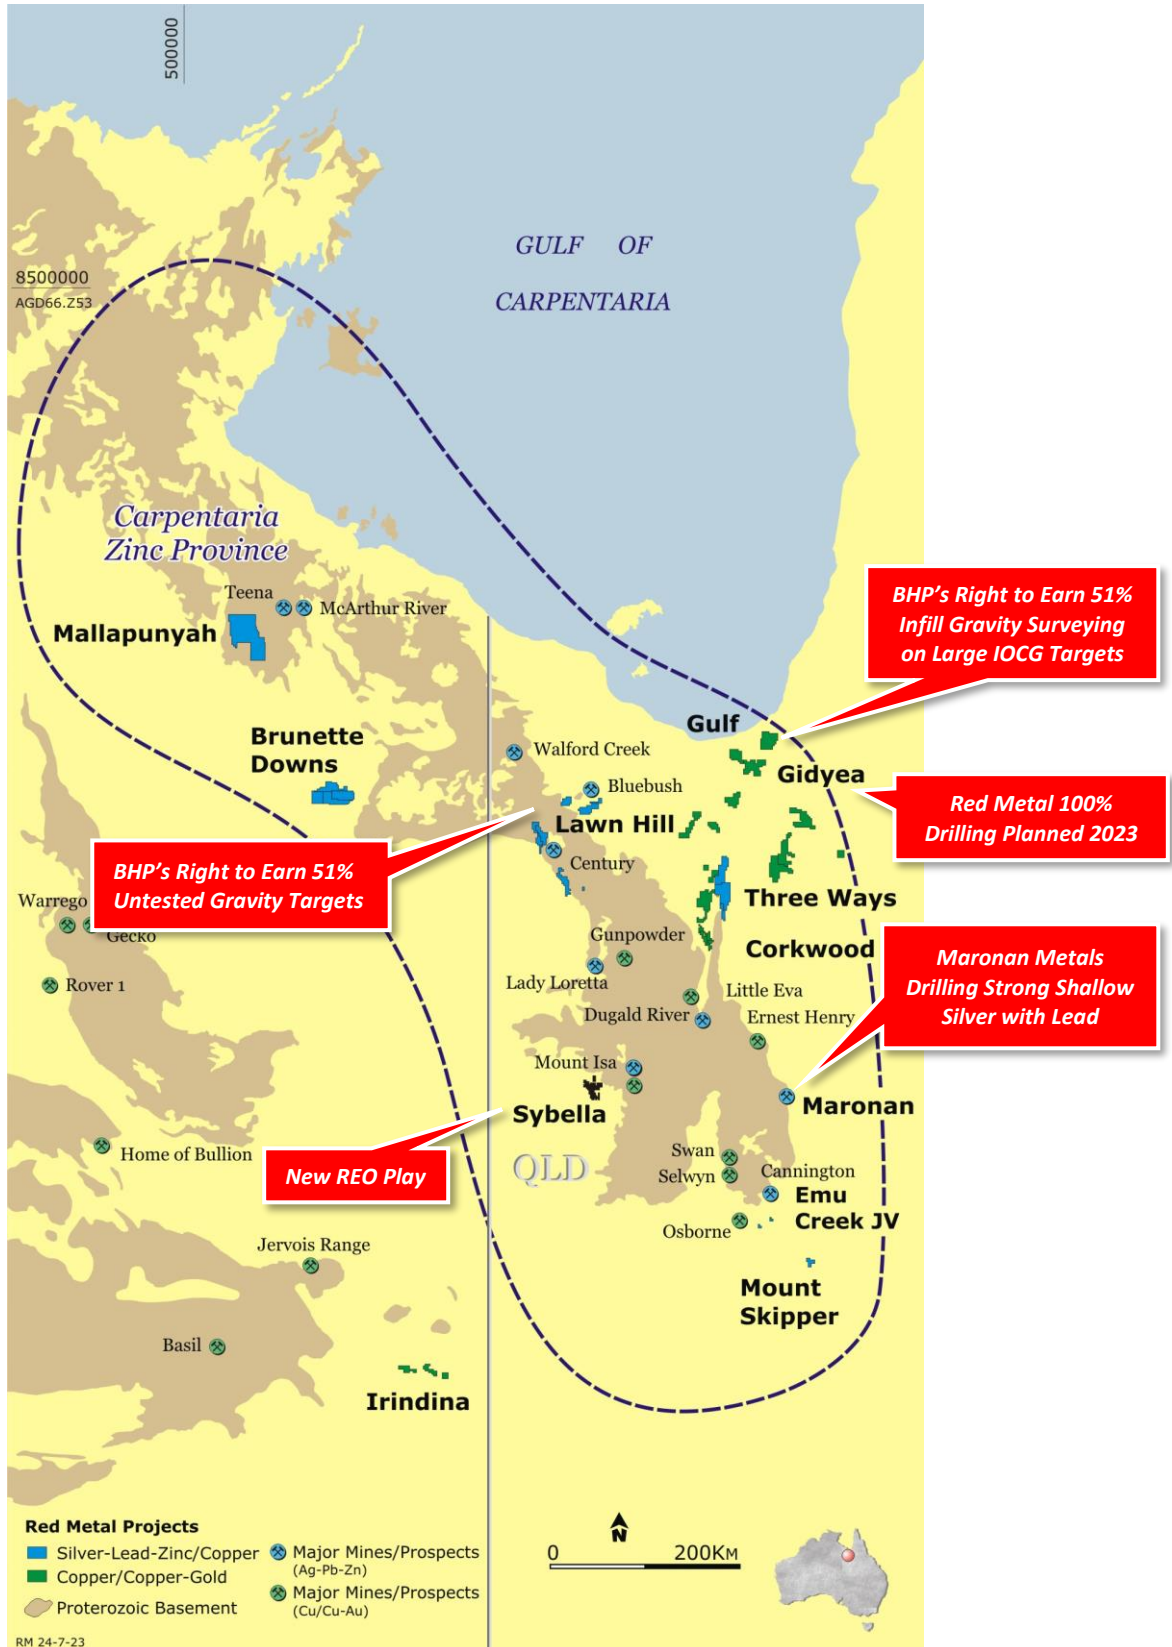 500000
8500000
AGD66.Z53
GULF OF
CARPENTARIA
Carpentaria
Zinc Province
Teena
McArthur River
Mallapunyah
BHP's Right to Earn 51%
Infill Gravity Surveying
on Large IOCG Targets
Gulf
Brunette
Downs
Walford Creek
Gidyea
Bluebush
Red Metal 100%
Drilling Planned 2023
Lawn Hill
BHP's Right to Earn 51%
Untested Gravity Targets
Century
Warrego
Gecko
Three Ways
Gunpowder
Corkwood
Maronan Metals
Drilling Strong Shallow
Silver with Lead
Rover 1
Lady Loretta
Little Eva
Dugald River
Ernest Henry
Mount Isa
Sybella
Maronan
Home of Bullion
New REO Play
QLD
Swan
Selwyn
Cannington
Emu
Creek JV
Osborne
Jervois Range
Mount
Skipper
Basil
Irindina
Red Metal Projects
Silver-Lead-Zinc/Copper
Copper/Copper-Gold
Proterozoic Basement
Major Mines/Prospects
(Ag-Pb-Zn)
Major Mines/Prospects
(Cu/Cu-Au)
N
0 200KM
RM 24-7-23